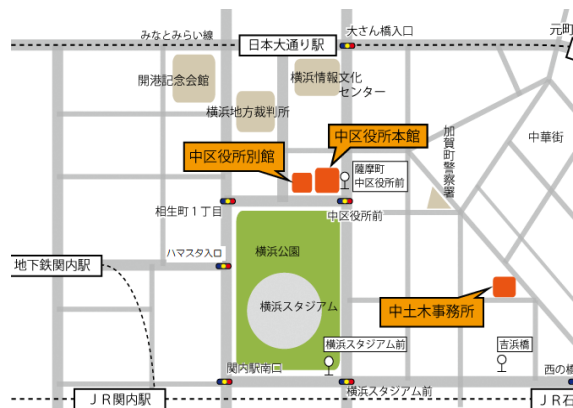 みなとみらい線
日本大通り駅
大さん橋入口
元町
開港記念会館
横浜情報文化
センター
横浜地方裁判所
中区役所本館
中区役所別館
加賀町警察署
中華街
薩摩町
中区役所前
相生町1丁目
中区役所前
ハマスタ入口
横浜公園
地下鉄関内駅
横浜スタジアム
中土木事務所
横浜スタジアム前
吉浜橋
関内駅南口
横浜スタジアム前
西の橋
JR関内駅
JR石